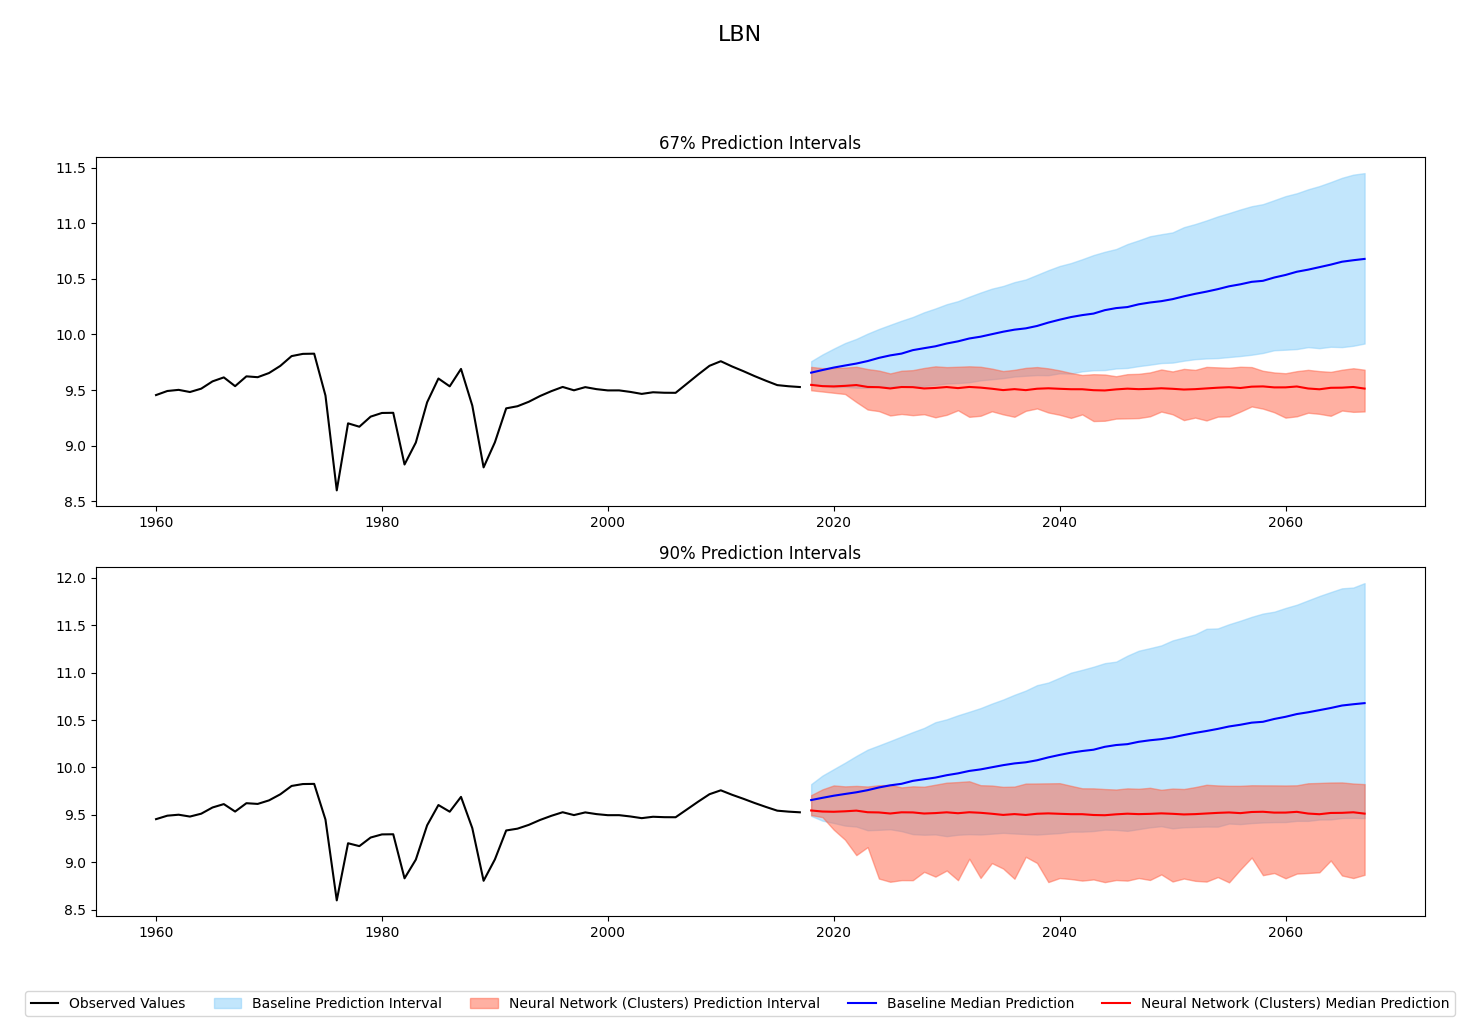 LBN
67% Prediction Intervals
11.5
11.0
10.5
10.0
9.5
9.0
8.5
1960 1980 2000 2020 2040 2060
90% Prediction Intervals
12.0
11.5
11.0
10.5
10.0
9.5
9.0
8.5
1960 1980 2000 2020 2040 2060
Observed Values Baseline Prediction Interval Neural Network (Clusters) Prediction Interval Baseline Median Prediction Neural Network (Clusters) Median Prediction